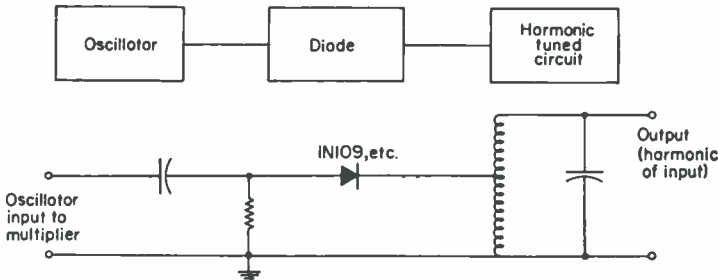 Oscillator
Diode
Harmonic
tuned
circuit
IN109,etc.
Oscillator
input to
multiplier
Output
(harmonic
of input)